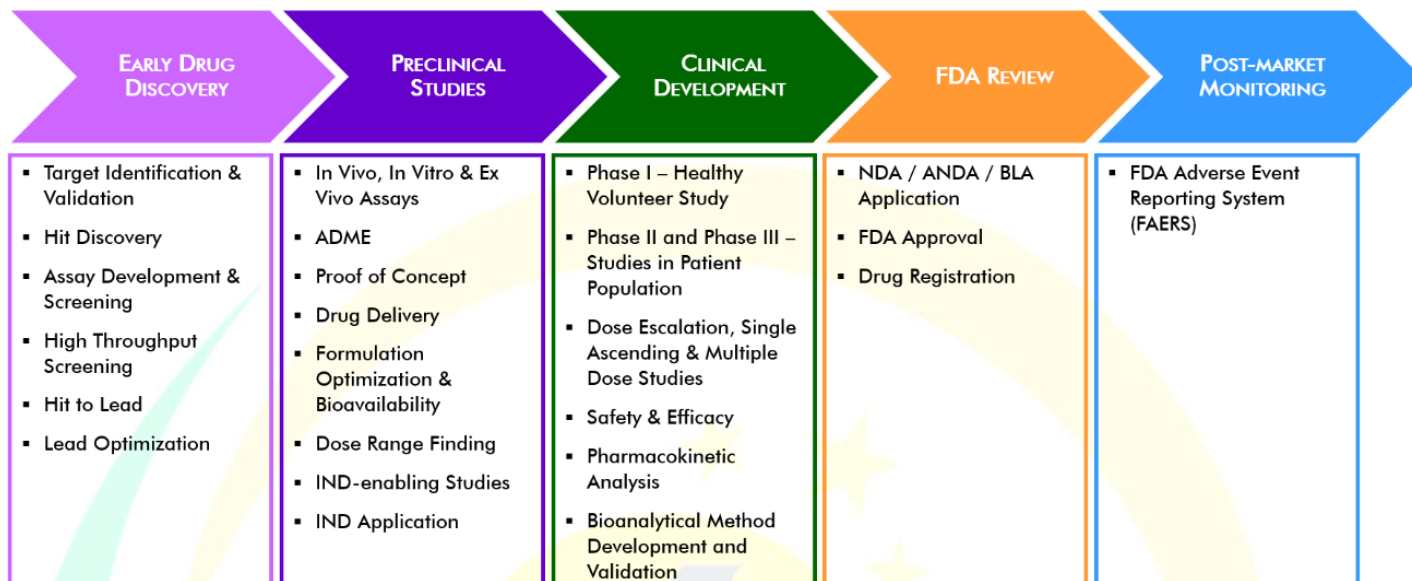 EARLY DRUG
DISCOVERY
PRECLINICAL
STUDIES
CLINICAL
DEVELOPMENT
FDA REVIEW
POST-MARKET
MONITORING
▪ Target Identification &
Validation
▪ Hit Discovery
▪ Assay Development &
Screening
▪ High Throughput
Screening
▪ Hit to Lead
▪ Lead Optimization
▪ In Vivo, In Vitro & Ex
Vivo Assays
▪ ADME
▪ Proof of Concept
▪ Drug Delivery
▪ Formulation
Optimization &
Bioavailability
▪ Dose Range Finding
▪ IND-enabling Studies
▪ IND Application
▪ Phase I – Healthy
Volunteer Study
▪ Phase II and Phase III –
Studies in Patient
Population
▪ Dose Escalation, Single
Ascending & Multiple
Dose Studies
▪ Safety & Efficacy
▪ Pharmacokinetic
Analysis
▪ Bioanalytical Method
Development and
Validation
▪ NDA / ANDA / BLA
Application
▪ FDA Approval
▪ Drug Registration
▪ FDA Adverse Event
Reporting System
(FAERS)